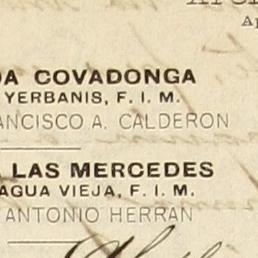 DA COVADONGA
YERBANIS, F. I. M.
ANCISCO A. CALDERON
LAS MERCEDES
AGUA VIEJA, F. I. M.
ANTONIO HERRAN